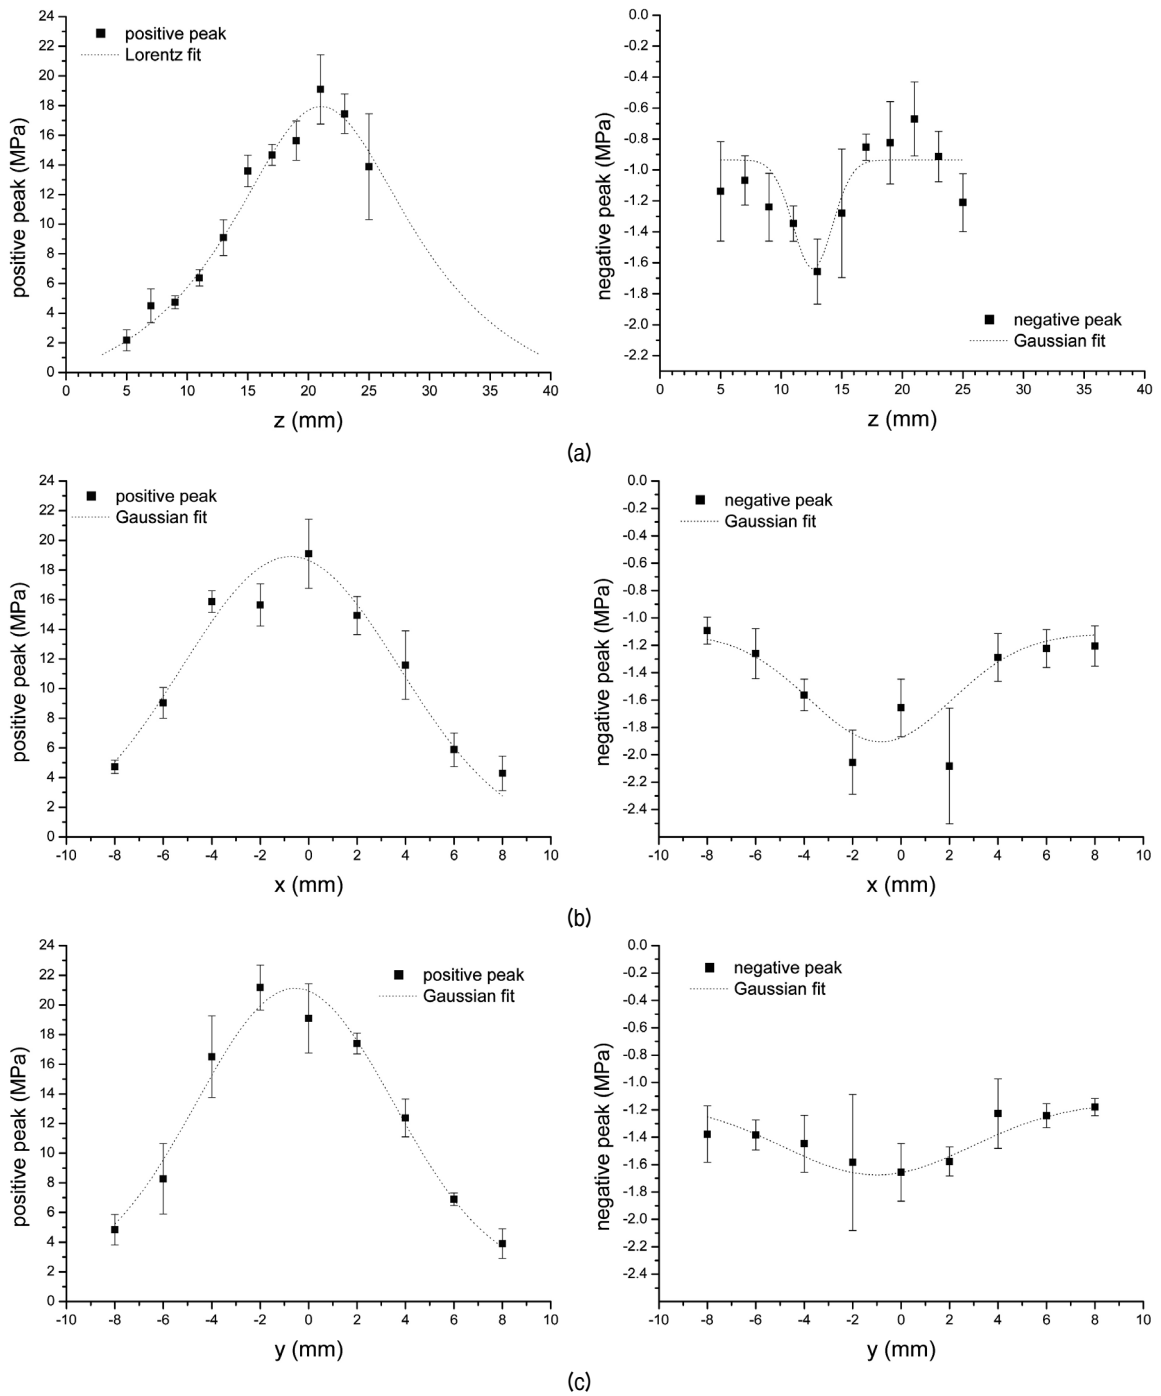 24
22
20
18
16
14
12
10
8
6
4
2
0
positive peak (MPa)
positive peak
Lorentz fit
0 5 10 15 20 25 30 35 40
z (mm)
0.0
-0.2
-0.4
-0.6
-0.8
-1.0
-1.2
-1.4
-1.6
-1.8
-2.0
-2.2
negative peak (MPa)
negative peak
Gaussian fit
0 5 10 15 20 25 30 35 40
z (mm)
(a)
24
22
20
18
16
14
12
10
8
6
4
2
0
positive peak (MPa)
positive peak
Gaussian fit
-10 -8 -6 -4 -2 0 2 4 6 8 10
x (mm)
0.0
-0.2
-0.4
-0.6
-0.8
-1.0
-1.2
-1.4
-1.6
-1.8
-2.0
-2.2
-2.4
negative peak (MPa)
negative peak
Gaussian fit
-10 -8 -6 -4 -2 0 2 4 6 8 10
x (mm)
(b)
24
22
20
18
16
14
12
10
8
6
4
2
0
positive peak (MPa)
positive peak
Gaussian fit
-10 -8 -6 -4 -2 0 2 4 6 8 10
y (mm)
0.0
-0.2
-0.4
-0.6
-0.8
-1.0
-1.2
-1.4
-1.6
-1.8
-2.0
-2.2
-2.4
negative peak (MPa)
negative peak
Gaussian fit
-10 -8 -6 -4 -2 0 2 4 6 8 10
y (mm)
(c)